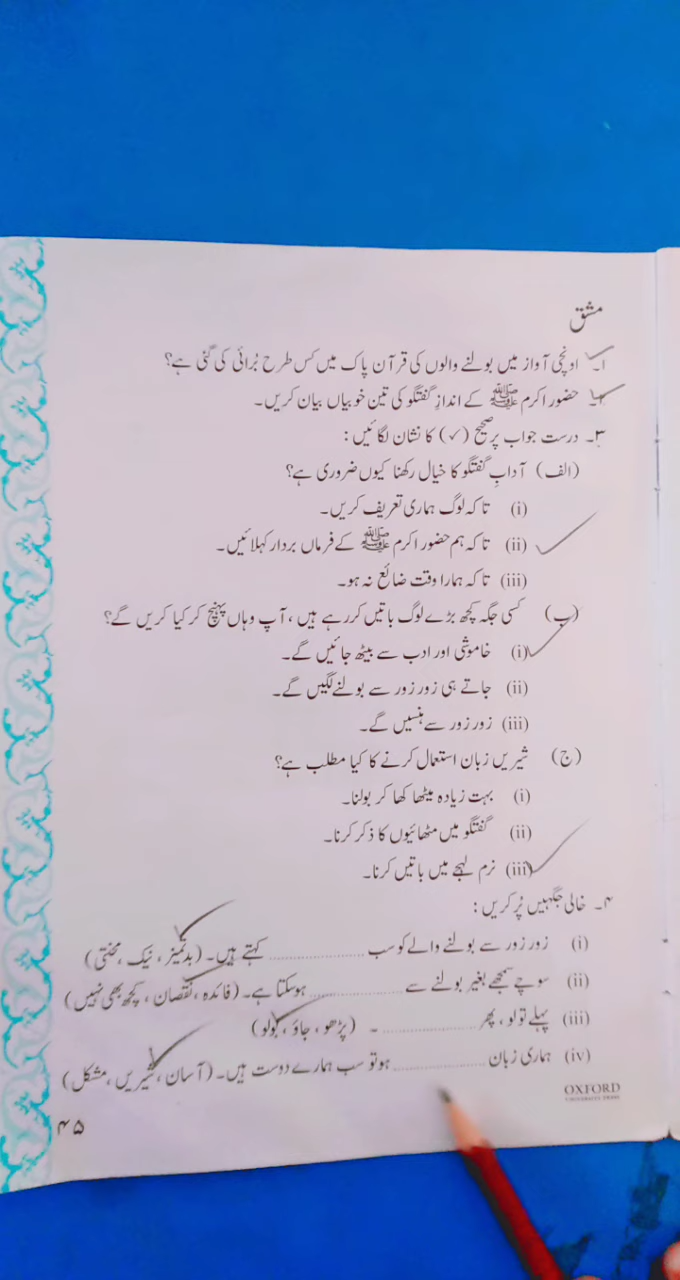 مشق
۱۔ اونچی آواز میں بولنے والوں کی قرآن پاک میں کس طرح بُرائی کی گئی ہے؟
۲۔ حضور اکرم ﷺ کے اندازِ گفتگو کی تین خوبیاں بیان کریں۔
۳۔ درست جواب پر صحیح (✓) کا نشان لگائیں:
(الف) آدابِ گفتگو کا خیال رکھنا کیوں ضروری ہے؟
(i) تاکہ لوگ ہماری تعریف کریں۔
(ii) تاکہ ہم حضور اکرم ﷺ کے فرماں بردار کہلائیں۔
(iii) تاکہ ہمارا وقت ضائع نہ ہو۔
(ب) کسی جگہ کچھ بڑے لوگ باتیں کر رہے ہیں، آپ وہاں پہنچ کر کیا کریں گے؟
(i) خاموشی اور ادب سے بیٹھ جائیں گے۔
(ii) جاتے ہی زور زور سے بولنے لگیں گے۔
(iii) زور زور سے ہنسیں گے۔
(ج) شیریں زبان استعمال کرنے کا کیا مطلب ہے؟
(i) بہت زیادہ میٹھا کھا کر بولنا۔
(ii) گفتگو میں مٹھائیوں کا ذکر کرنا۔
(iii) نرم لہجے میں باتیں کرنا۔
۴۔ خالی جگہیں پُر کریں:
(i) زور زور سے بولنے والے کو سب .................... کہتے ہیں۔ (بدتمیز، نیک، محنتی)
(ii) سوچے سمجھے بغیر بولنے سے .................... ہوسکتا ہے۔ (فائدہ، نقصان، کچھ بھی نہیں)
(iii) پہلے تولو، پھر .................... ۔ (پڑھو، جاؤ، بولو)
(iv) ہماری زبان .................... ہو تو سب ہمارے دوست ہیں۔ (آسان، شیریں، مشکل)
OXFORD
UNIVERSITY PRESS
۴۵